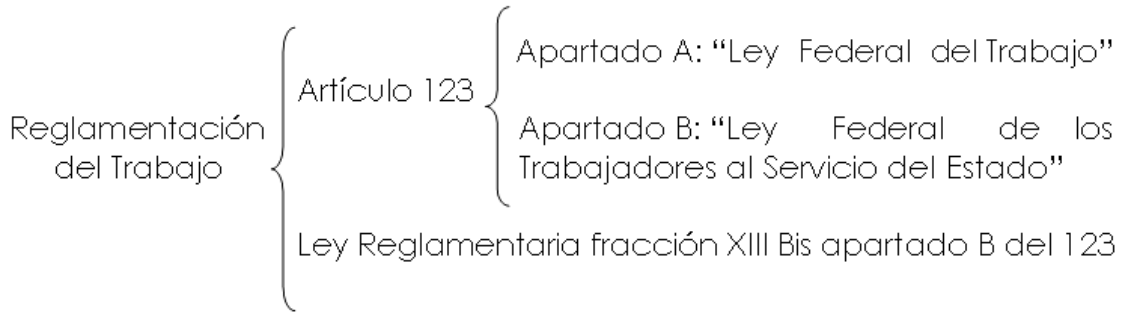 Reglamentación
del Trabajo
Artículo 123
Apartado A: “Ley Federal del Trabajo”
Apartado B: “Ley Federal de los
Trabajadores al Servicio del Estado”
Ley Reglamentaria fracción XIII Bis apartado B del 123